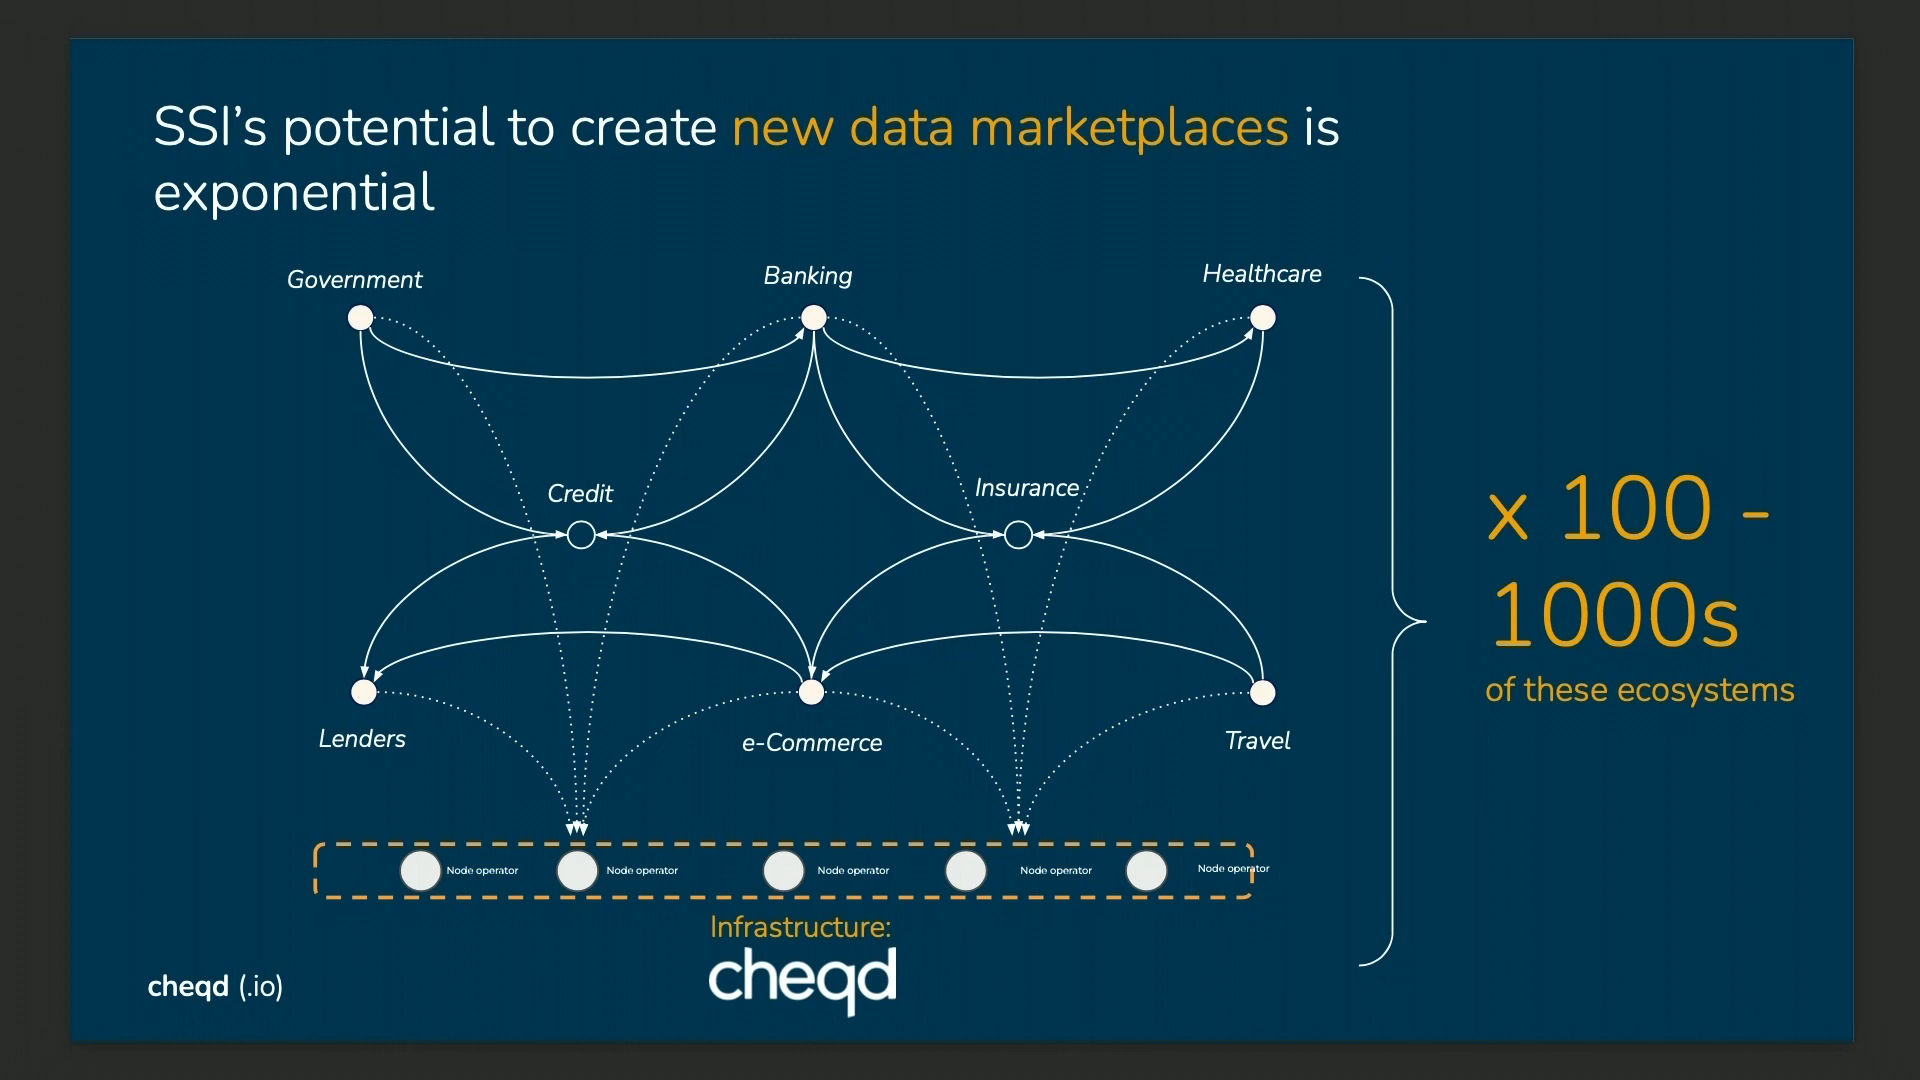 SSI’s potential to create new data marketplaces is
exponential
Government
Banking
Healthcare
Credit
Insurance
x 100 -
1000s
of these ecosystems
Lenders
e-Commerce
Travel
Node operator
Node operator
Node operator
Node operator
Node operator
Infrastructure:
cheqd
cheqd (.io)